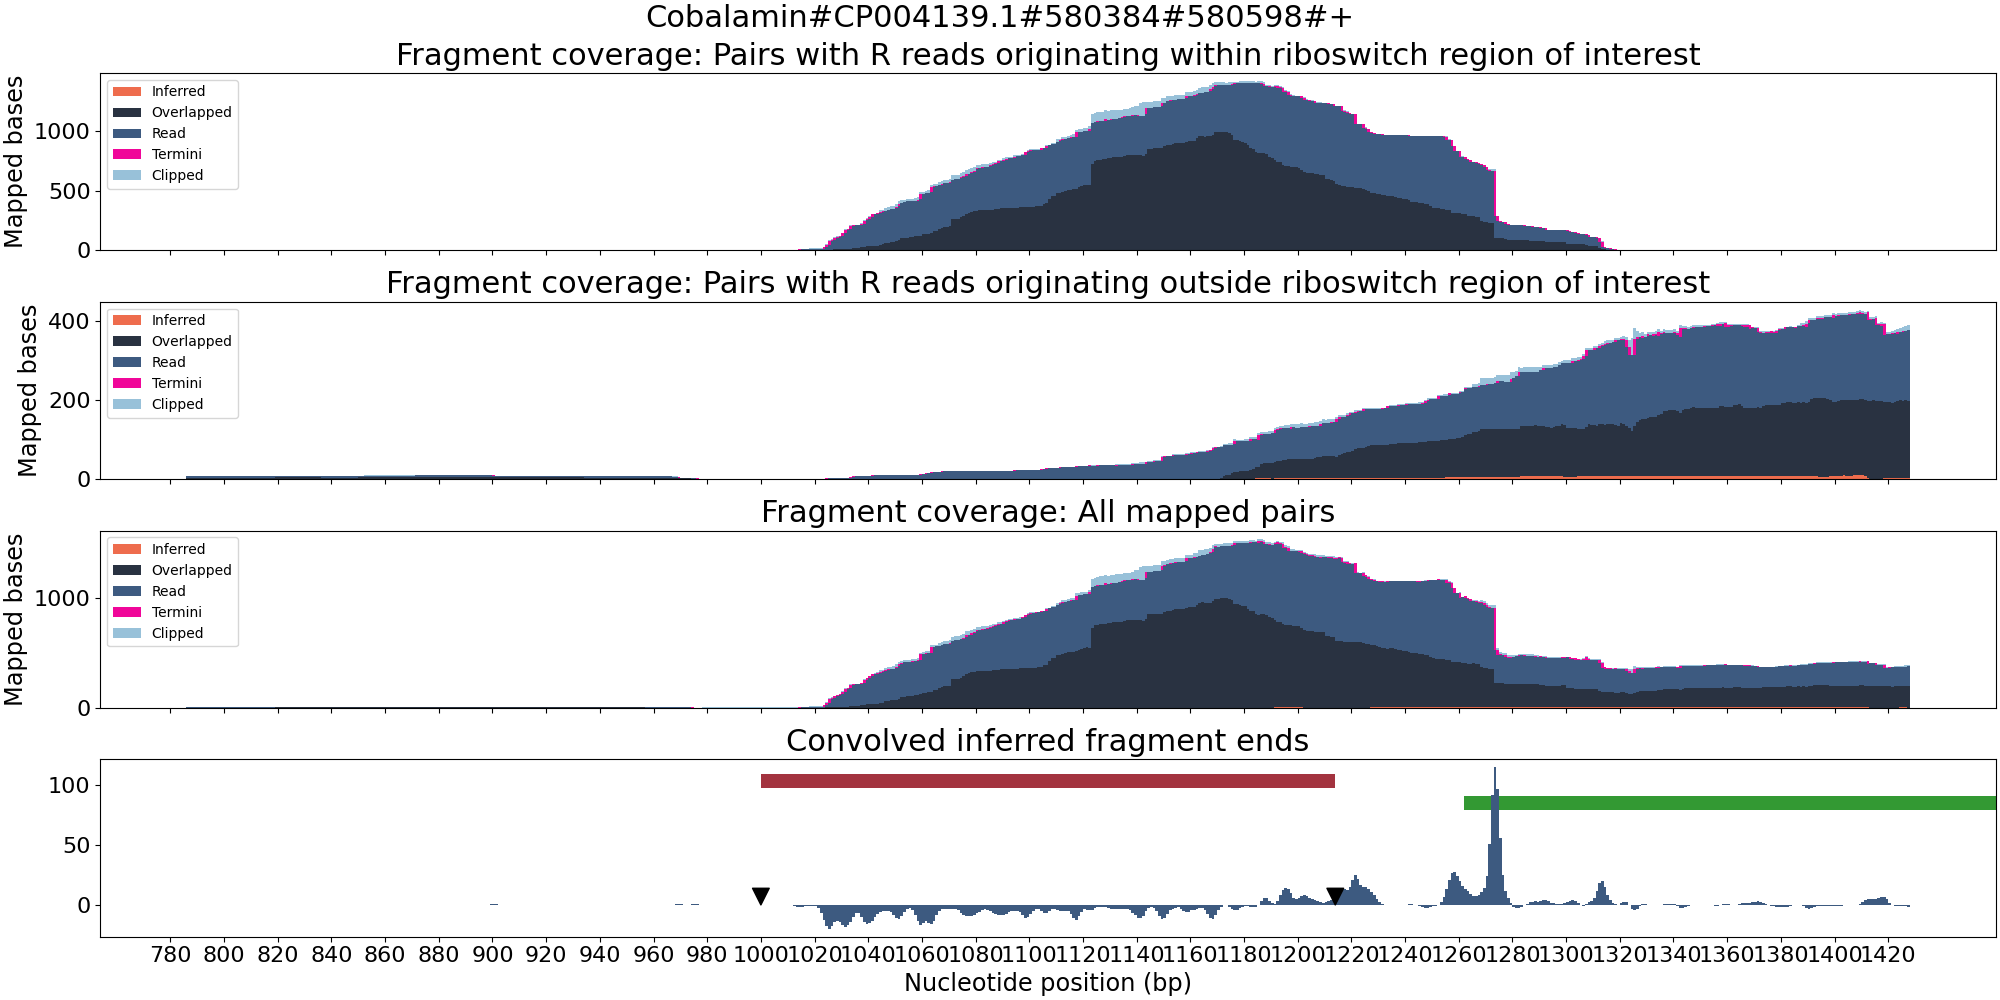 Cobalamin#CP004139.1#580384#580598#+
Fragment coverage: Pairs with R reads originating within riboswitch region of interest
Mapped bases
1000
500
0
Inferred
Overlapped
Read
Termini
Clipped
Fragment coverage: Pairs with R reads originating outside riboswitch region of interest
Mapped bases
400
200
0
Inferred
Overlapped
Read
Termini
Clipped
Fragment coverage: All mapped pairs
Mapped bases
1000
0
Inferred
Overlapped
Read
Termini
Clipped
Convolved inferred fragment ends
100
50
0
780 800 820 840 860 880 900 920 940 960 980 1000 1020 1040 1060 1080 1100 1120 1140 1160 1180 1200 1220 1240 1260 1280 1300 1320 1340 1360 1380 1400 1420
Nucleotide position (bp)